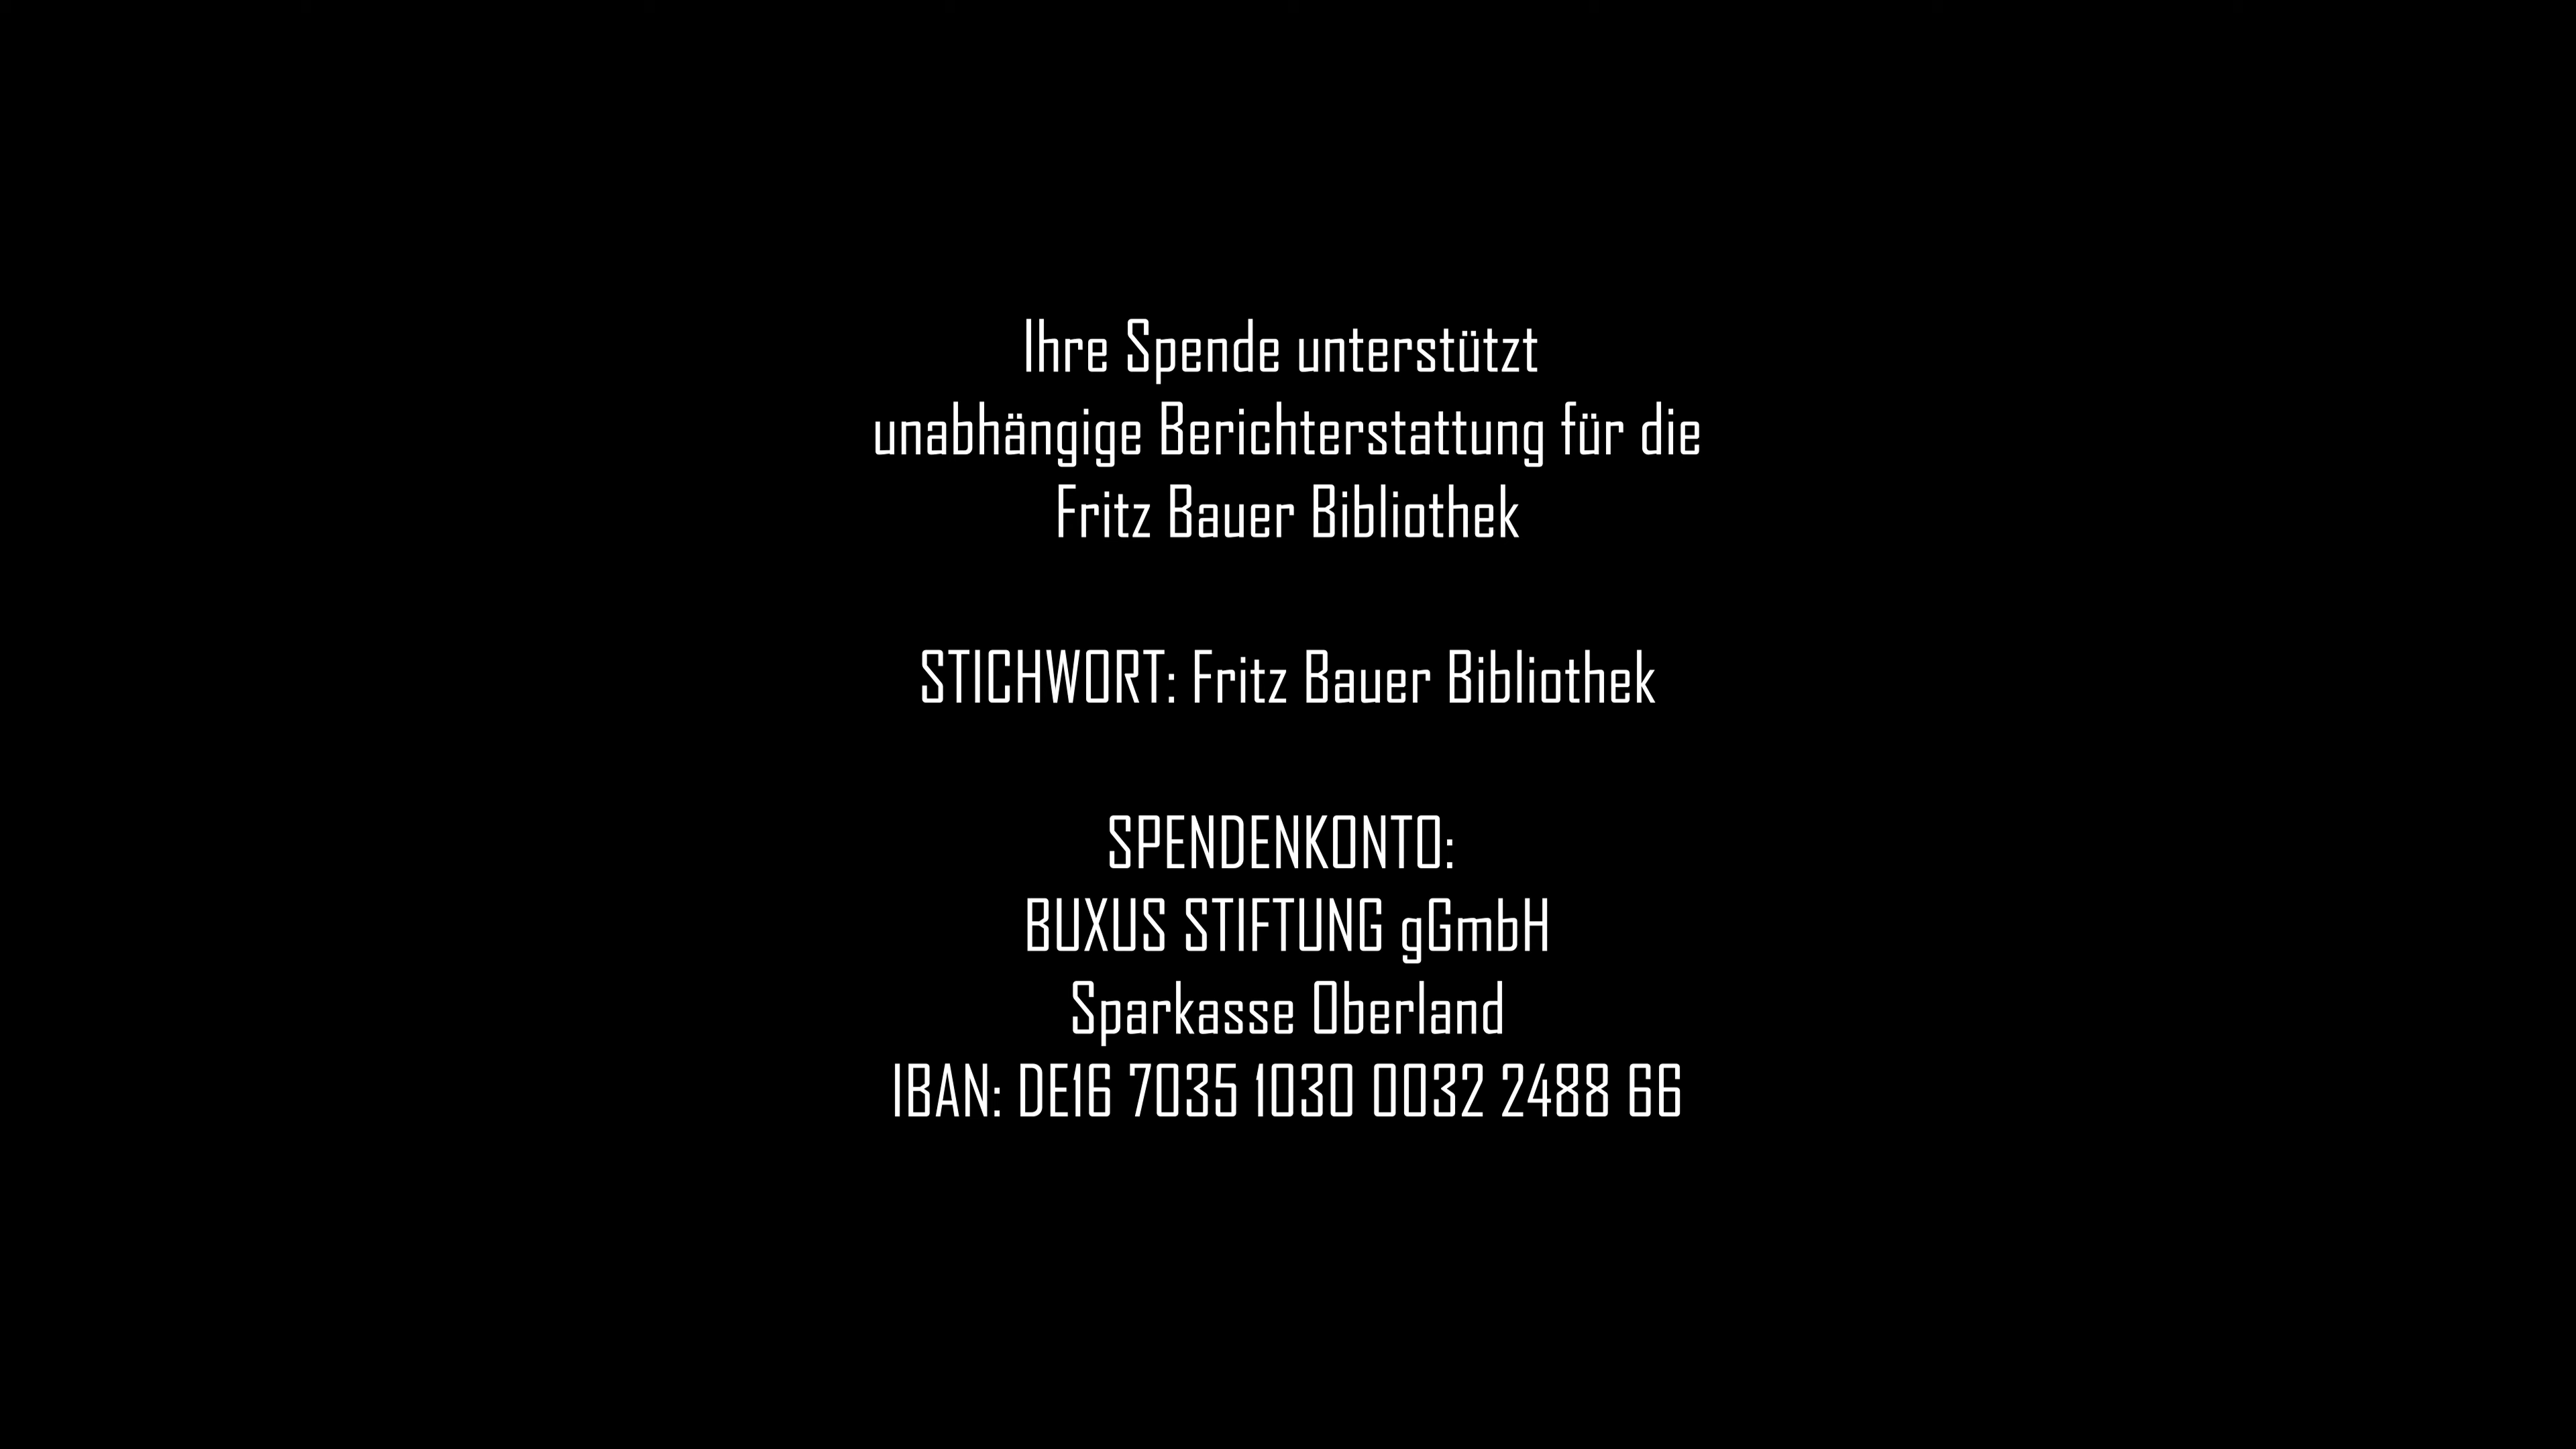 Ihre Spende unterstützt
unabhängige Berichterstattung für die
Fritz Bauer Bibliothek
STICHWORT: Fritz Bauer Bibliothek
SPENDENKONTO:
BUXUS STIFTUNG gGmbH
Sparkasse Oberland
IBAN: DE16 7035 1030 0032 2488 66